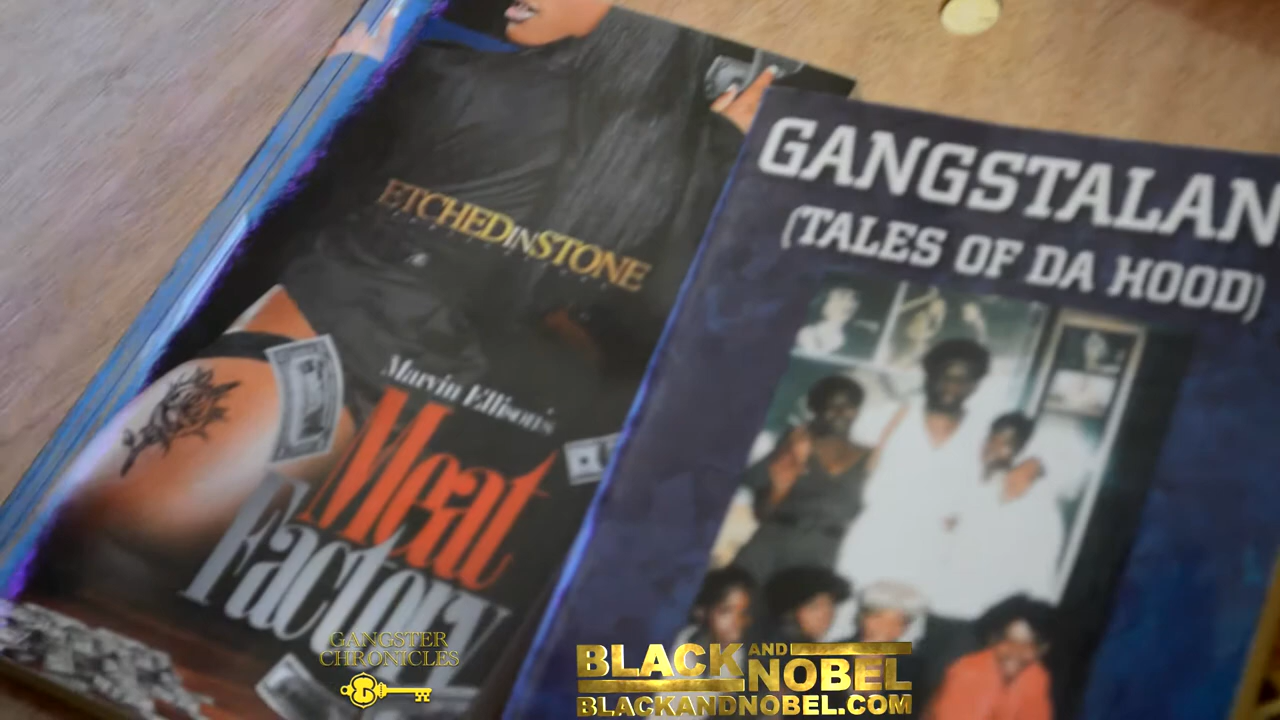 ETCHED IN STONE
Marvin Ellison's
Meat
Factory
GANGSTALAN
(TALES OF DA HOOD)
GANGSTER
CHRONICLES
BLACK AND NOBEL
BLACKANDNOBEL.COM